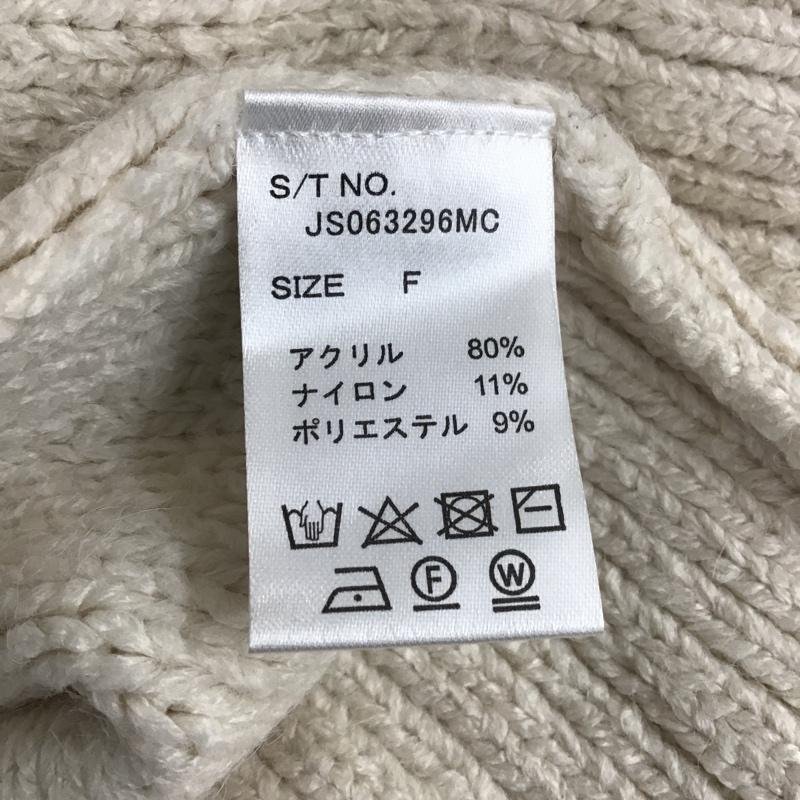 S/T NO.
JS063296MC
SIZE F
アクリル 80%
ナイロン 11%
ポリエステル 9%
F W